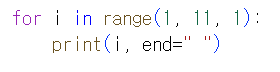 for i in range(1, 11, 1):
    print(i, end=" ")